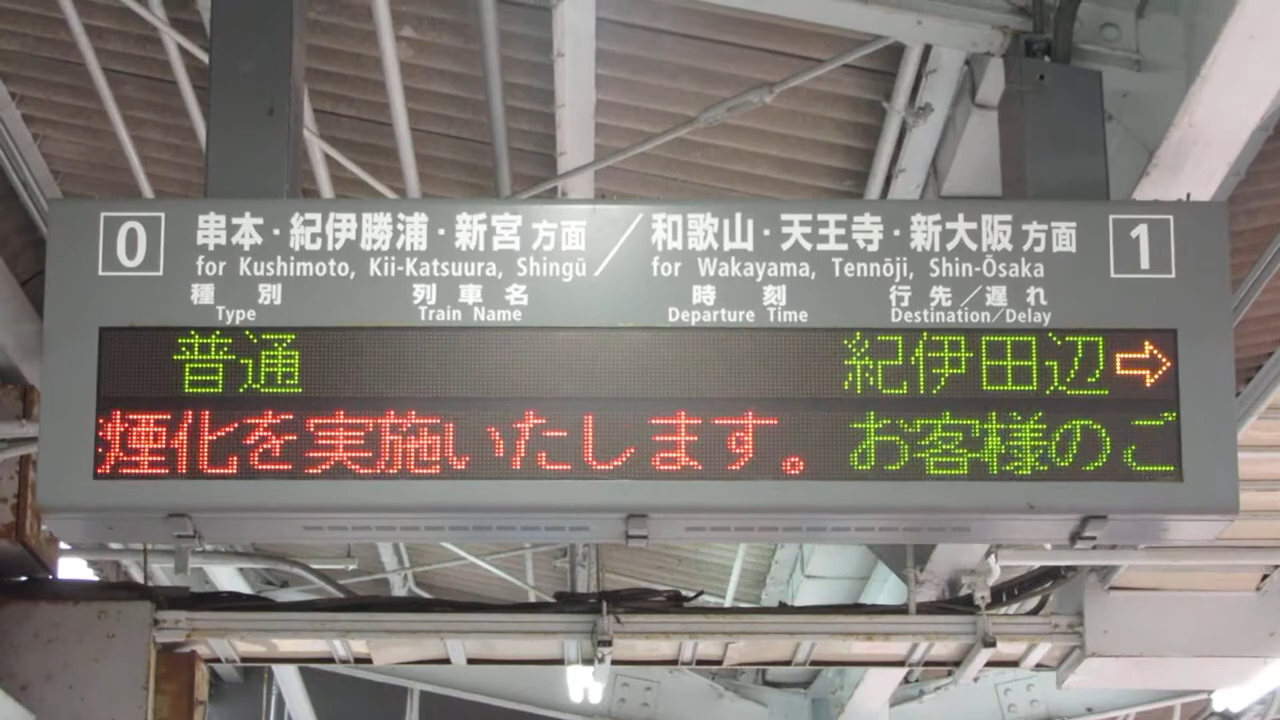 0 串本・紀伊勝浦・新宮方面／和歌山・天王寺・新大阪方面 1
for Kushimoto, Kii-Katsuura, Shingū／for Wakayama, Tennōji, Shin-Ōsaka
種別 列車名 時刻 行先／遅れ
Type Train Name Departure Time Destination/Delay
普通 紀伊田辺⇨
煙化を実施いたします。 お客様のご